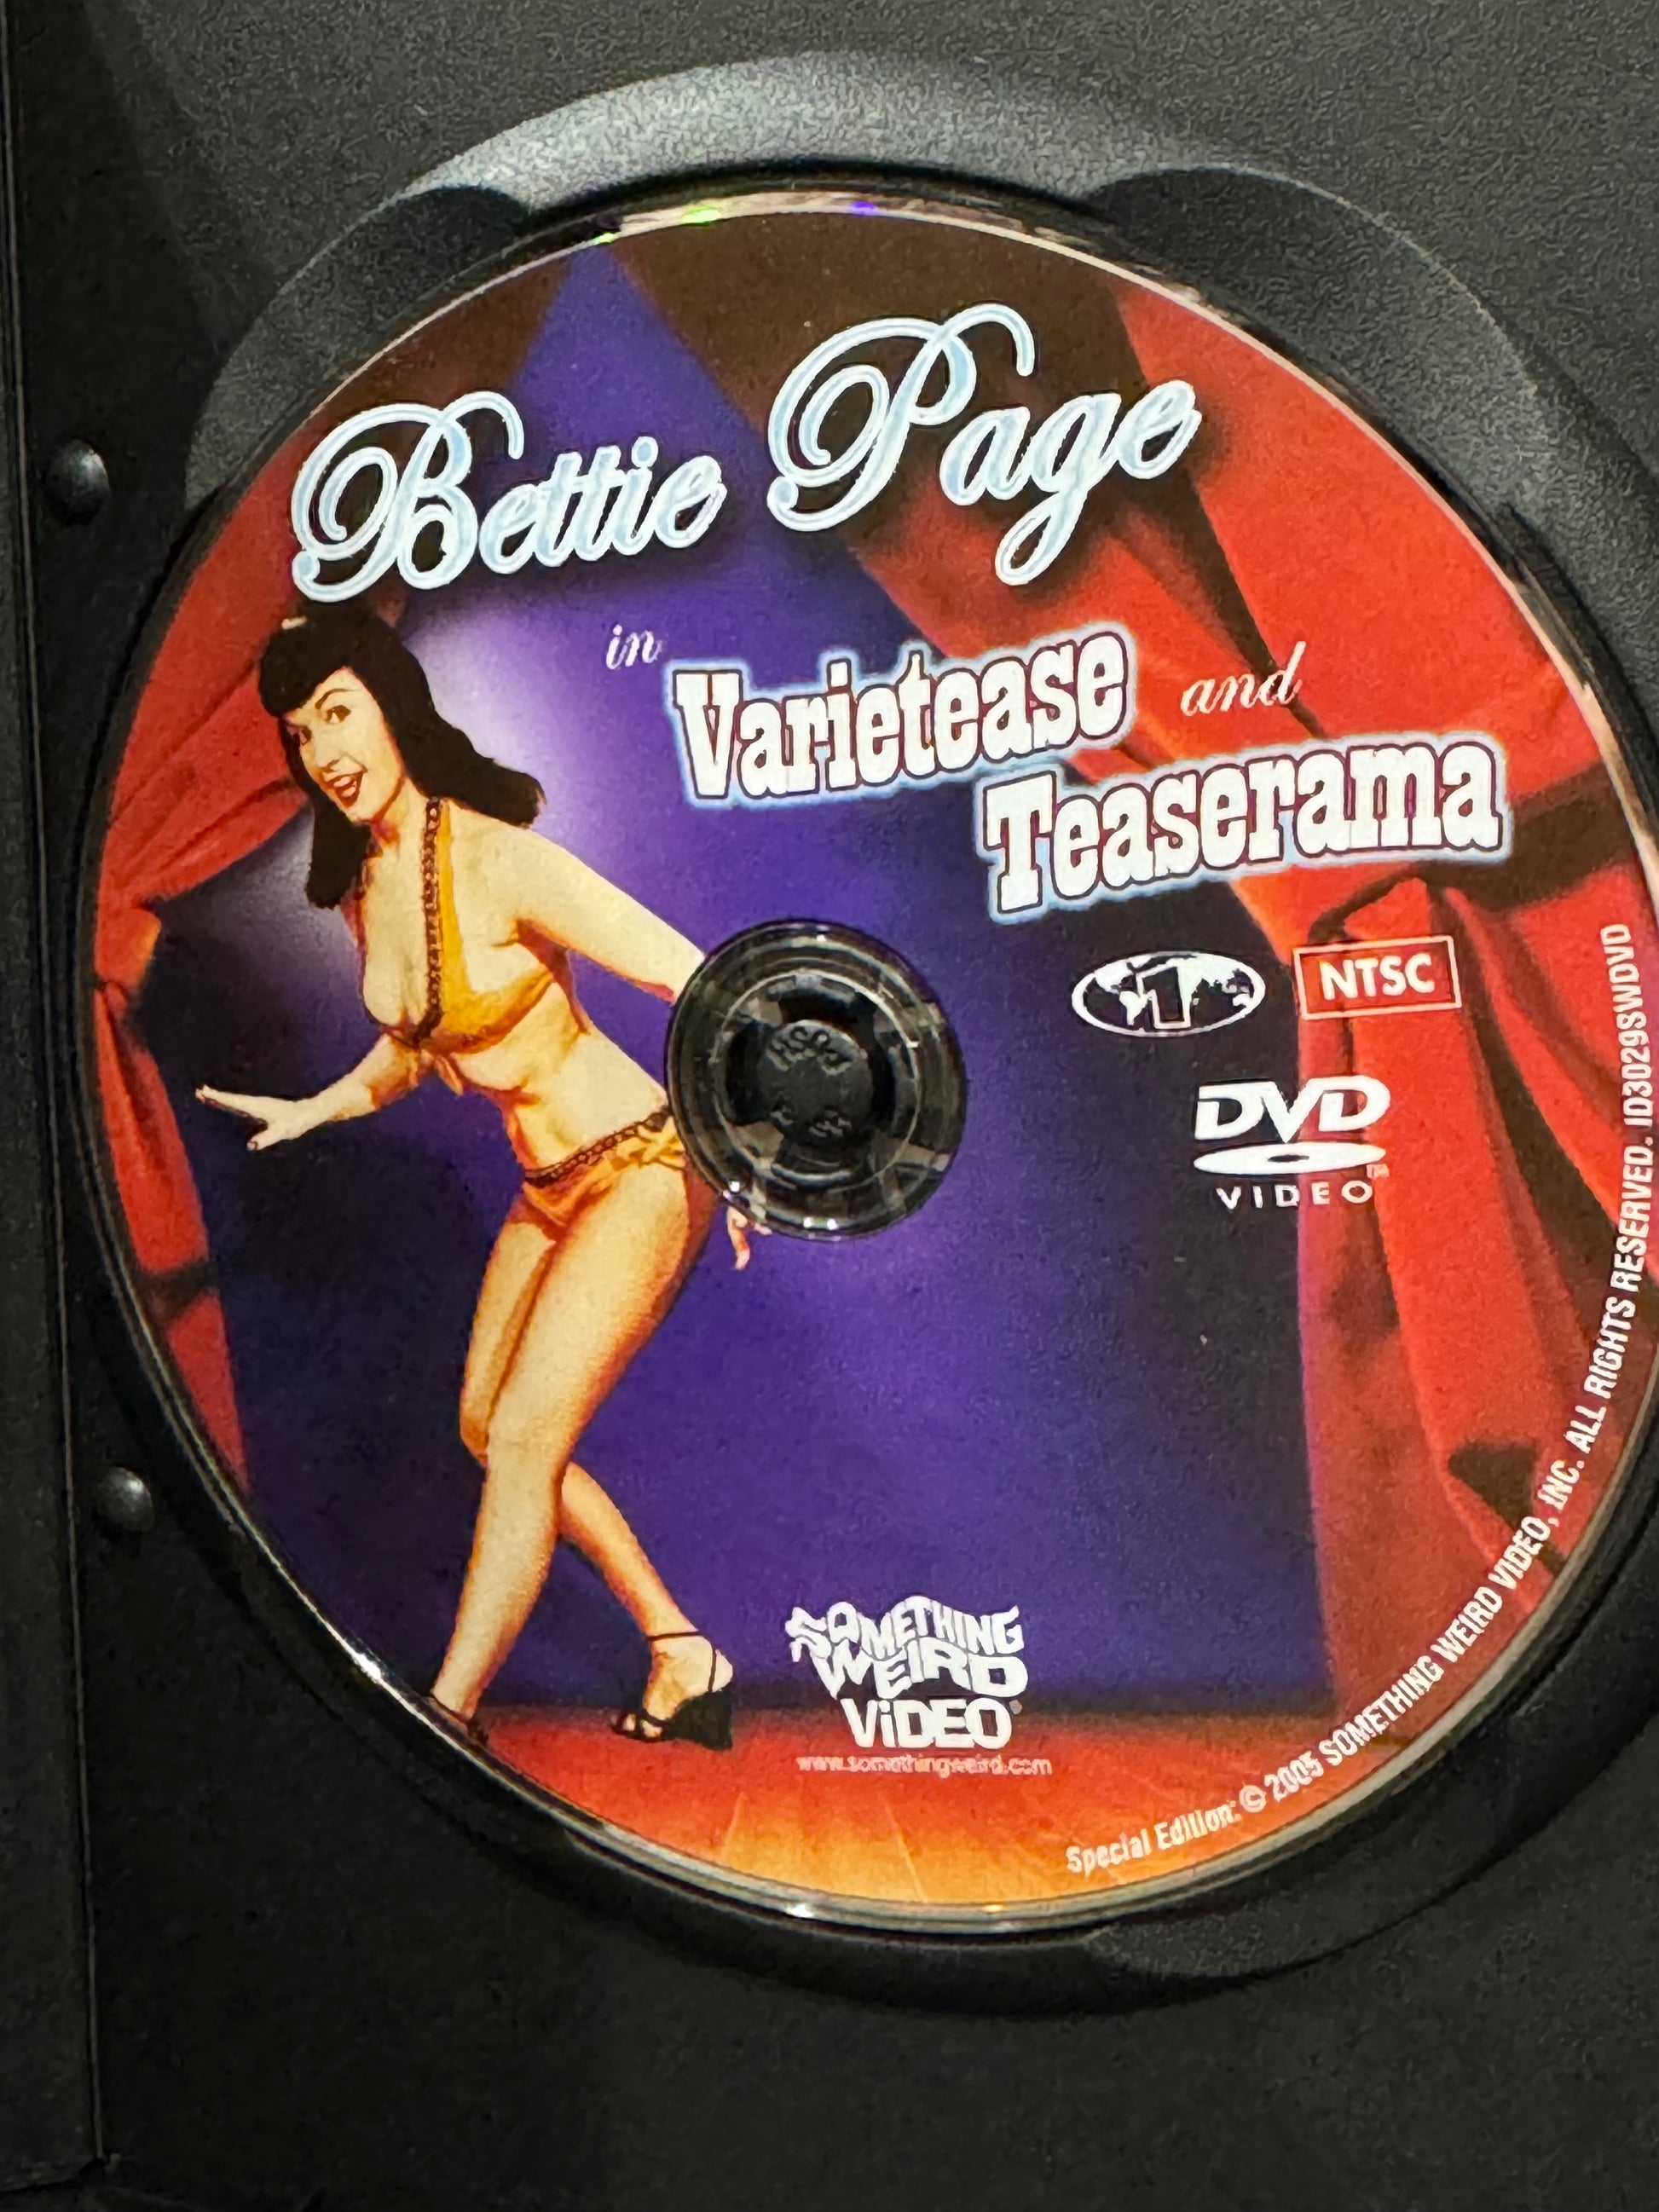 Bettie Page
in Varietease and
Teaserama
1 NTSC
DVD
VIDEO™
SOMETHING
WEIRD
ViDEO®
www.somethingweird.com
Special Edition. © 2005 SOMETHING WEIRD VIDEO, INC. ALL RIGHTS RESERVED. ID3029SWDVD